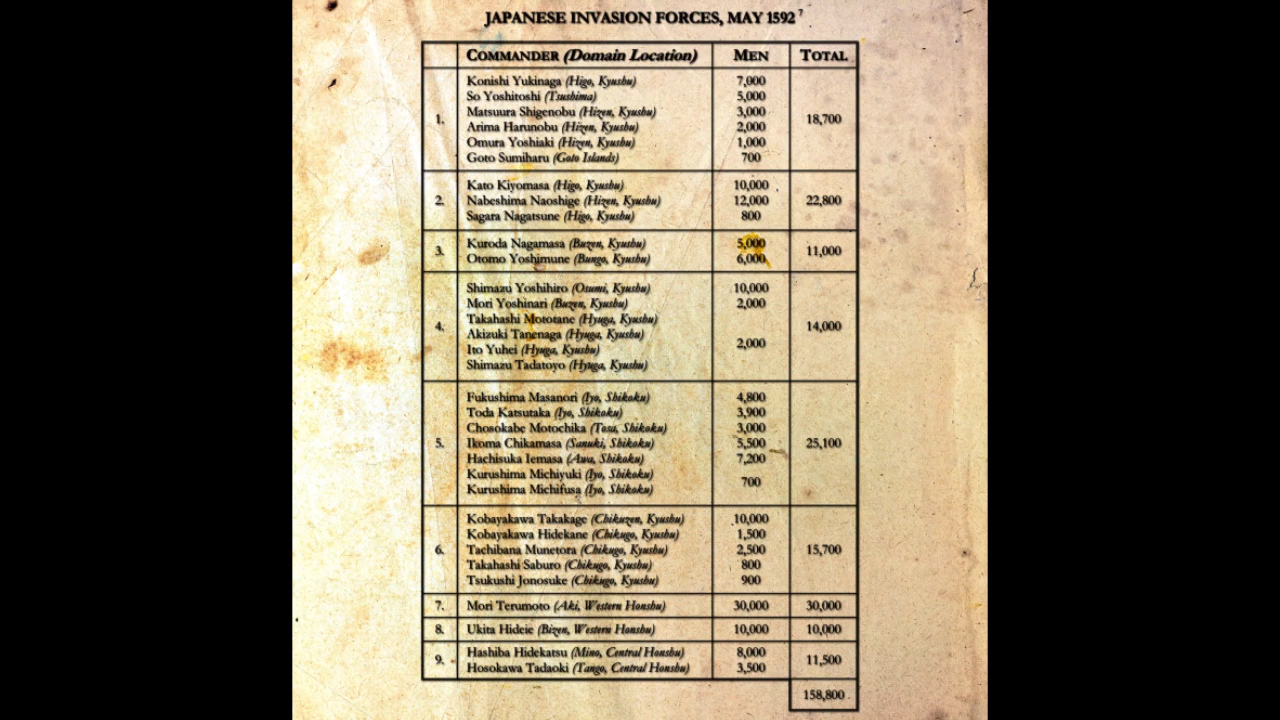 JAPANESE INVASION FORCES, MAY 1592 7
COMMANDER (Domain Location) MEN TOTAL
1. 18,700
Konishi Yukinaga (Higo, Kyushu) 7,000
So Yoshitoshi (Tsushima) 5,000
Matsuura Shigenobu (Hizen, Kyushu) 3,000
Arima Harunobu (Hizen, Kyushu) 2,000
Omura Yoshiaki (Hizen, Kyushu) 1,000
Goto Sumiharu (Goto Islands) 700
2. 22,800
Kato Kiyomasa (Higo, Kyushu) 10,000
Nabeshima Naoshige (Hizen, Kyushu) 12,000
Sagara Nagatsune (Higo, Kyushu) 800
3. 11,000
Kuroda Nagamasa (Buzen, Kyushu) 5,000
Otomo Yoshimune (Bungo, Kyushu) 6,000
4. 14,000
Shimazu Yoshihiro (Osumi, Kyushu) 10,000
Mori Yoshinari (Buzen, Kyushu) 2,000
Takahashi Mototane (Hyuga, Kyushu)
Akizuki Tanenaga (Hyuga, Kyushu)
2,000
Ito Yuhei (Hyuga, Kyushu)
Shimazu Tadatoyo (Hyuga, Kyushu)
5. 25,100
Fukushima Masanori (Iyo, Shikoku) 4,800
Toda Katsutaka (Iyo, Shikoku) 3,900
Chosokabe Motochika (Tosa, Shikoku) 3,000
Ikoma Chikamasa (Sanuki, Shikoku) 5,500
Hachisuka Iemasa (Awa, Shikoku) 7,200
Kurushima Michiyuki (Iyo, Shikoku)
700
Kurushima Michifusa (Iyo, Shikoku)
6. 15,700
Kobayakawa Takakage (Chikuzen, Kyushu) 10,000
Kobayakawa Hidekane (Chikugo, Kyushu) 1,500
Tachibana Munetora (Chikugo, Kyushu) 2,500
Takahashi Saburo (Chikugo, Kyushu) 800
Tsukushi Jonosuke (Chikugo, Kyushu) 900
7. Mori Terumoto (Aki, Western Honshu) 30,000 30,000
8. Ukita Hideie (Bizen, Western Honshu) 10,000 10,000
9. 11,500
Hashiba Hidekatsu (Mino, Central Honshu) 8,000
Hosokawa Tadaoki (Tango, Central Honshu) 3,500
158,800